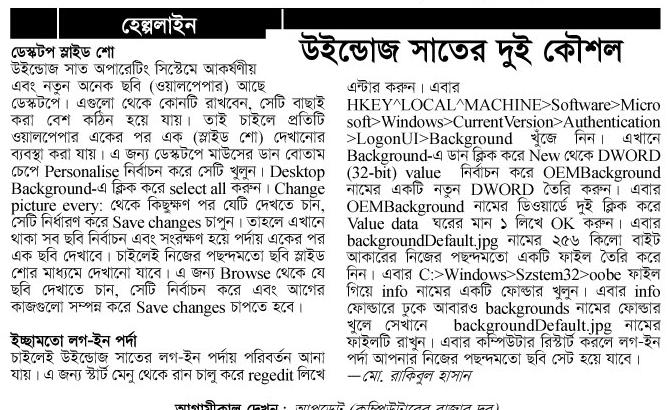 হেল্পলাইন
উইন্ডোজ সাতের দুই কৌশল
ডেস্কটপ স্লাইড শো
উইন্ডোজ সাত অপারেটিং সিস্টেমে আকর্ষণীয়
এবং নতুন অনেক ছবি (ওয়ালপেপার) আছে
ডেস্কটপে। এগুলো থেকে কোনটি রাখবেন, সেটি বাছাই
করা বেশ কঠিন হয়ে যায়। তাই চাইলে প্রতিটি
ওয়ালপেপার একের পর এক (স্লাইড শো) দেখানোর
ব্যবস্থা করা যায়। এ জন্য ডেস্কটপে মাউসের ডান বোতাম
চেপে Personalise নির্বাচন করে সেটি খুলুন। Desktop
Background-এ ক্লিক করে select all করুন। Change
picture every: থেকে কিছুক্ষণ পর যেটি দেখতে চান,
সেটি নির্ধারণ করে Save changes চাপুন। তাহলে এখানে
থাকা সব ছবি নির্বাচন এবং সংরক্ষণ হয়ে পর্দায় একের পর
এক ছবি দেখাবে। চাইলেই নিজের পছন্দমতো ছবি স্লাইড
শোর মাধ্যমে দেখানো যাবে। এ জন্য Browse থেকে যে
ছবি দেখাতে চান, সেটি নির্বাচন করে এবং আগের
কাজগুলো সম্পন্ন করে Save changes চাপতে হবে।
ইচ্ছামতো লগ-ইন পর্দা
চাইলেই উইন্ডোজ সাতের লগ-ইন পর্দায় পরিবর্তন আনা
যায়। এ জন্য স্টার্ট মেনু থেকে রান চালু করে regedit লিখে
এন্টার করুন। এবার
HKEY^LOCAL^MACHINE>Software>Micro
soft>Windows>CurrentVersion>Authentication
>LogonUI>Background খুঁজে নিন। এখানে
Background-এ ডান ক্লিক করে New থেকে DWORD
(32-bit) value নির্বাচন করে OEMBackground
নামের একটি নতুন DWORD তৈরি করুন। এবার
OEMBackground নামের ডিওয়ার্ডে দুই ক্লিক করে
Value data ঘরের মান ১ লিখে OK করুন। এবার
backgroundDefault.jpg নামের ২৫৬ কিলো বাইট
আকারের নিজের পছন্দমতো একটি ফাইল তৈরি করে
নিন। এবার C:>Windows>Szstem32>oobe ফাইল
গিয়ে info নামের একটি ফোল্ডার খুলুন। এবার info
ফোল্ডারে ঢুকে আবারও backgrounds নামের ফোল্ডার
খুলে সেখানে backgroundDefault.jpg নামের
ফাইলটি রাখুন। এবার কম্পিউটার রিস্টার্ট করলে লগ-ইন
পর্দা আপনার নিজের পছন্দমতো ছবি সেট হয়ে যাবে।
—মো. রাকিবুল হাসান
আগামীকাল দেখুন : আপডেট (কম্পিউটারের বাজার দর)